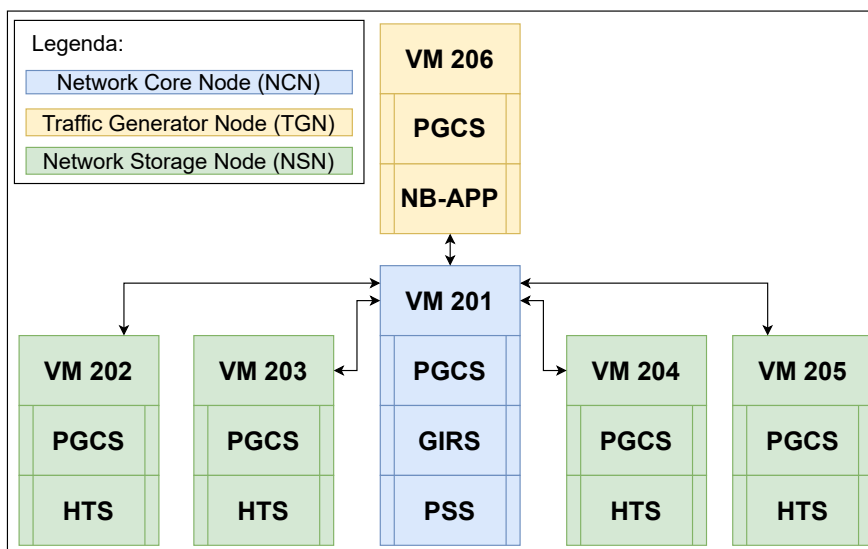 Legenda:
Network Core Node (NCN)
Traffic Generator Node (TGN)
Network Storage Node (NSN)
VM 206
PGCS
NB-APP
VM 201
PGCS
GIRS
PSS
VM 202
PGCS
HTS
VM 203
PGCS
HTS
VM 204
PGCS
HTS
VM 205
PGCS
HTS